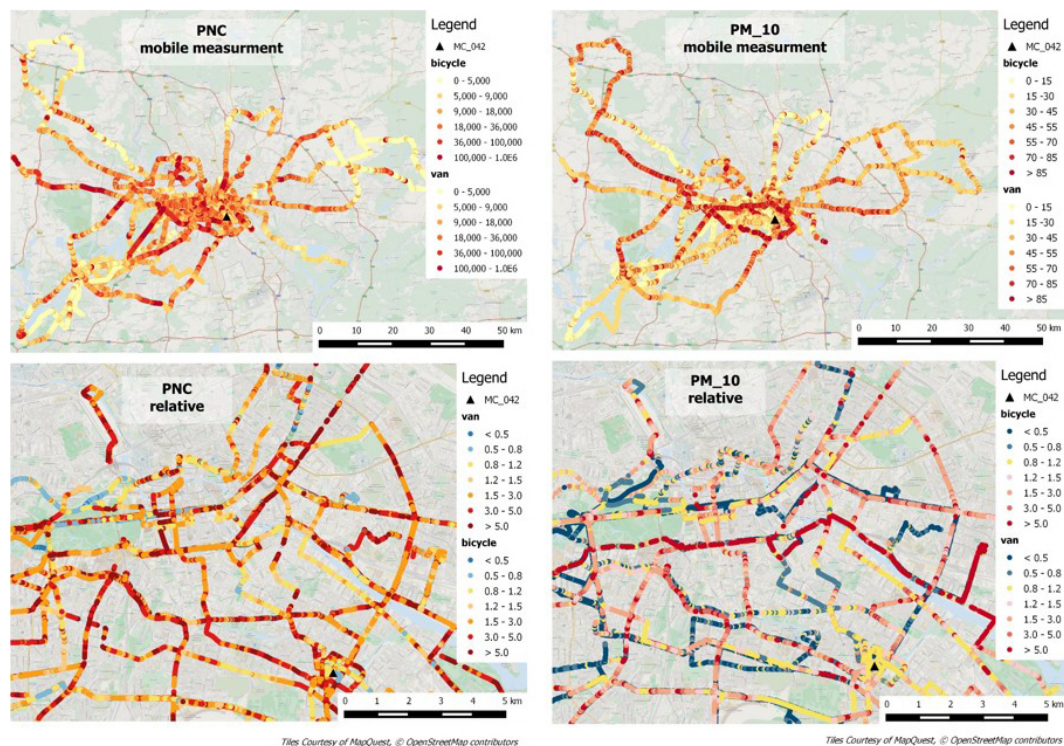 PNC
mobile measurment
Legend
MC_042
bicycle
0 - 5,000
5,000 - 9,000
9,000 - 18,000
18,000 - 36,000
36,000 - 100,000
100,000 - 1.0E6
van
0 - 5,000
5,000 - 9,000
9,000 - 18,000
18,000 - 36,000
36,000 - 100,000
100,000 - 1.0E6
0 10 20 30 40 50 km
PM_10
mobile measurment
Legend
MC_042
bicycle
0 - 15
15 - 30
30 - 45
45 - 55
55 - 70
70 - 85
> 85
van
0 - 15
15 - 30
30 - 45
45 - 55
55 - 70
70 - 85
> 85
0 10 20 30 40 50 km
PNC
relative
Legend
MC_042
van
< 0.5
0.5 - 0.8
0.8 - 1.2
1.2 - 1.5
1.5 - 3.0
3.0 - 5.0
> 5.0
bicycle
< 0.5
0.5 - 0.8
0.8 - 1.2
1.2 - 1.5
1.5 - 3.0
3.0 - 5.0
> 5.0
0 1 2 3 4 5 km
Tiles Courtesy of MapQuest, © OpenStreetMap contributors
PM_10
relative
Legend
MC_042
bicycle
< 0.5
0.5 - 0.8
0.8 - 1.2
1.2 - 1.5
1.5 - 3.0
3.0 - 5.0
> 5.0
van
< 0.5
0.5 - 0.8
0.8 - 1.2
1.2 - 1.5
1.5 - 3.0
3.0 - 5.0
> 5.0
0 1 2 3 4 5 km
Tiles Courtesy of MapQuest, © OpenStreetMap contributors